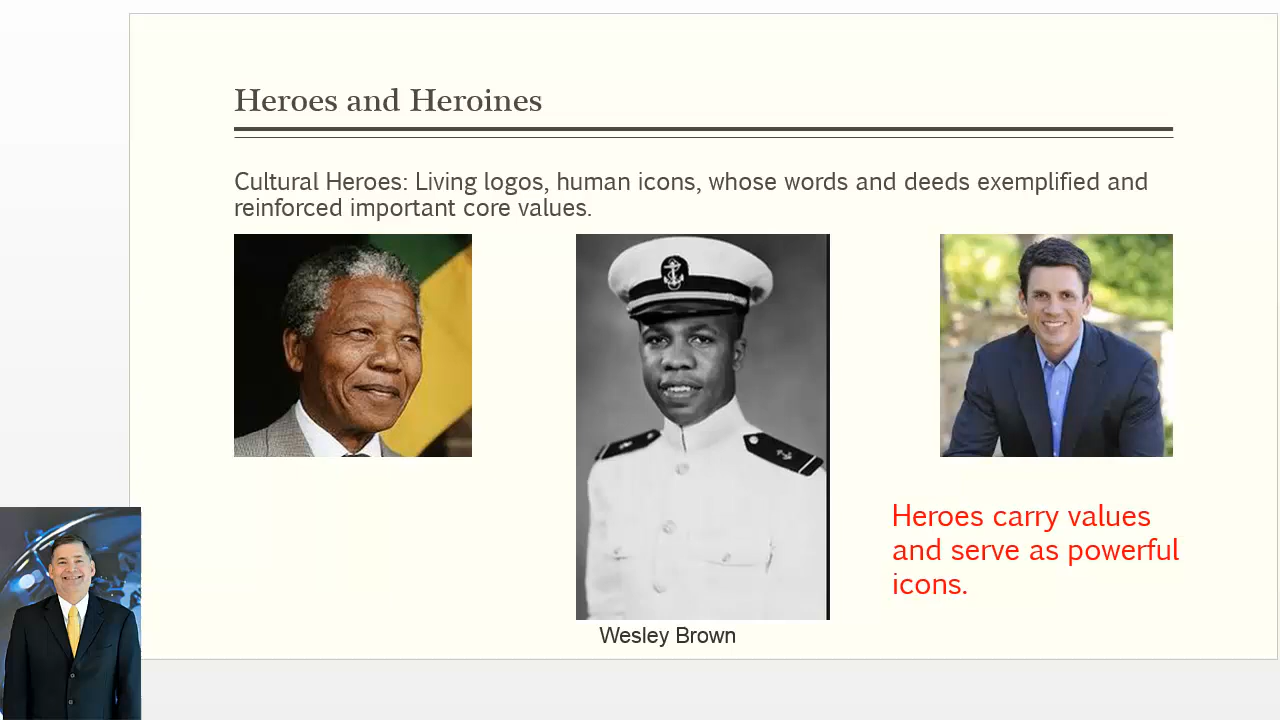 Heroes and Heroines
Cultural Heroes: Living logos, human icons, whose words and deeds exemplified and
reinforced important core values.
Heroes carry values
and serve as powerful
icons.
Wesley Brown